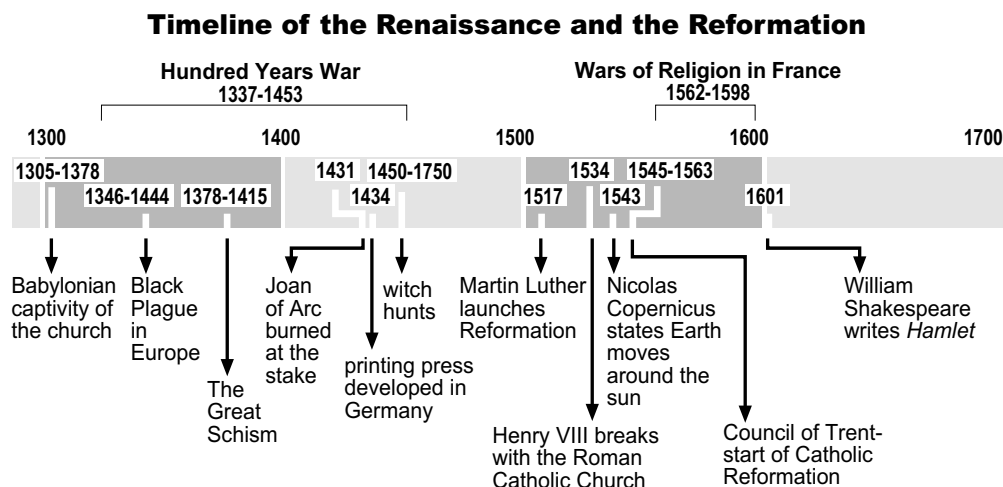 Timeline of the Renaissance and the Reformation
Hundred Years War
1337-1453
Wars of Religion in France
1562-1598
1300
1400
1500
1600
1700
1305-1378
1431
1450-1750
1534
1545-1563
1346-1444
1378-1415
1434
1517
1543
1601
Babylonian
captivity of
the church
Black
Plague
in
Europe
The
Great
Schism
Joan
of Arc
burned
at the
stake
printing press
developed in
Germany
witch
hunts
Martin Luther
launches
Reformation
Henry VIII breaks
with the Roman
Catholic Church
Nicolas
Copernicus
states Earth
moves
around the
sun
Council of Trent-
start of Catholic
Reformation
William
Shakespeare
writes Hamlet